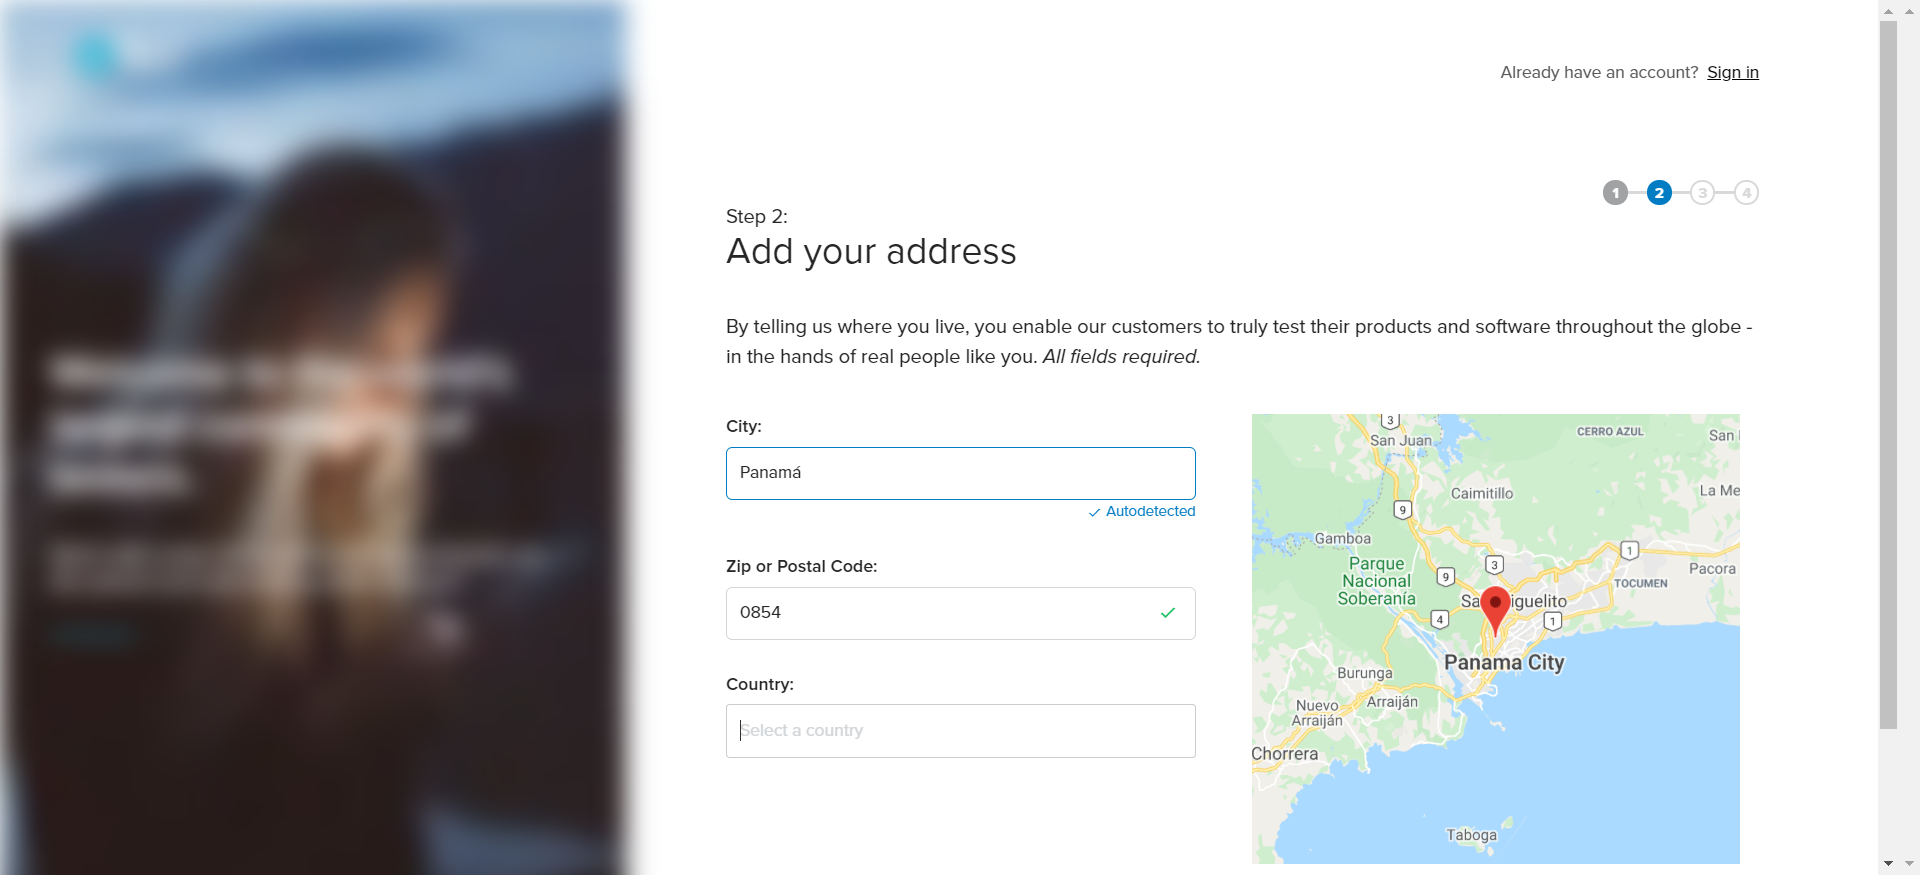 Already have an account? Sign in
1 2 3 4
Step 2:
Add your address
By telling us where you live, you enable our customers to truly test their products and software throughout the globe -
in the hands of real people like you. All fields required.
City:
Panamá
Autodetected
Zip or Postal Code:
0854
Country:
Select a country
3
San Juan
CERRO AZUL
San
Caimitillo
La Me
9
Gamboa
1
3
Parque
Nacional
Soberanía
9
Pacora
TOCUMEN
Sa iguelito
4
1
Panama City
Burunga
Arraiján
Nuevo
Arraiján
Chorrera
Taboga